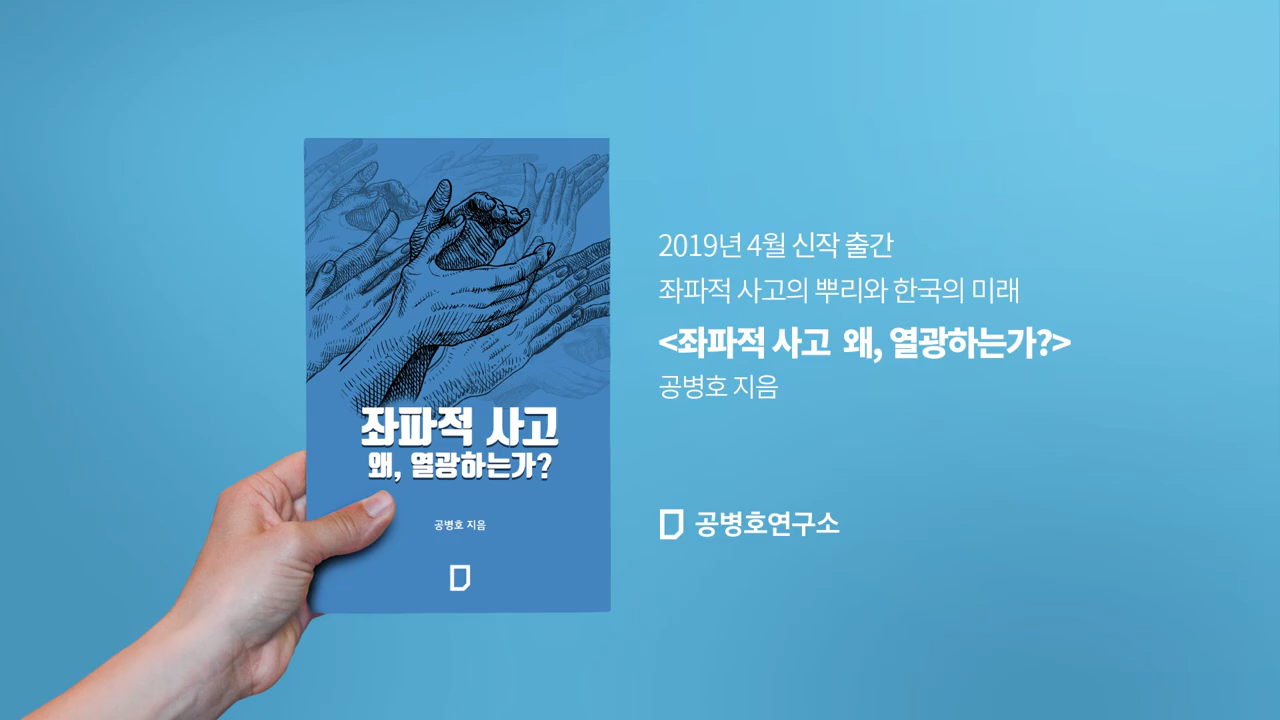 좌파적 사고
왜, 열광하는가?
공병호 지음
2019년 4월 신작 출간
좌파적 사고의 뿌리와 한국의 미래
<좌파적 사고  왜, 열광하는가?>
공병호 지음
공병호연구소